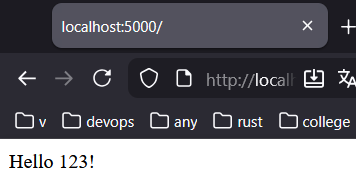 localhost:5000/
http://local
v devops any rust college
Hello 123!